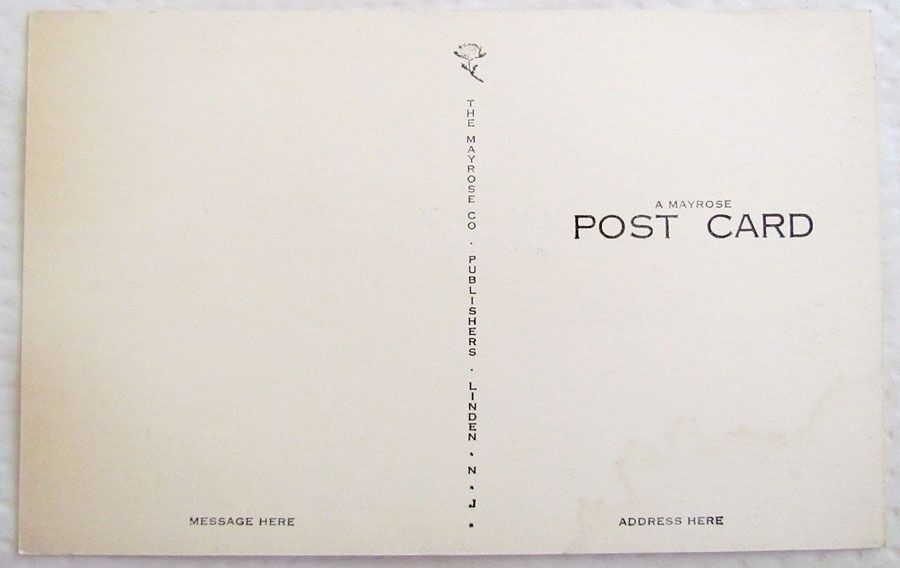 THE MAYROSE CO · PUBLISHERS · LINDEN · N · J ·
A MAYROSE
POST CARD
MESSAGE HERE
ADDRESS HERE